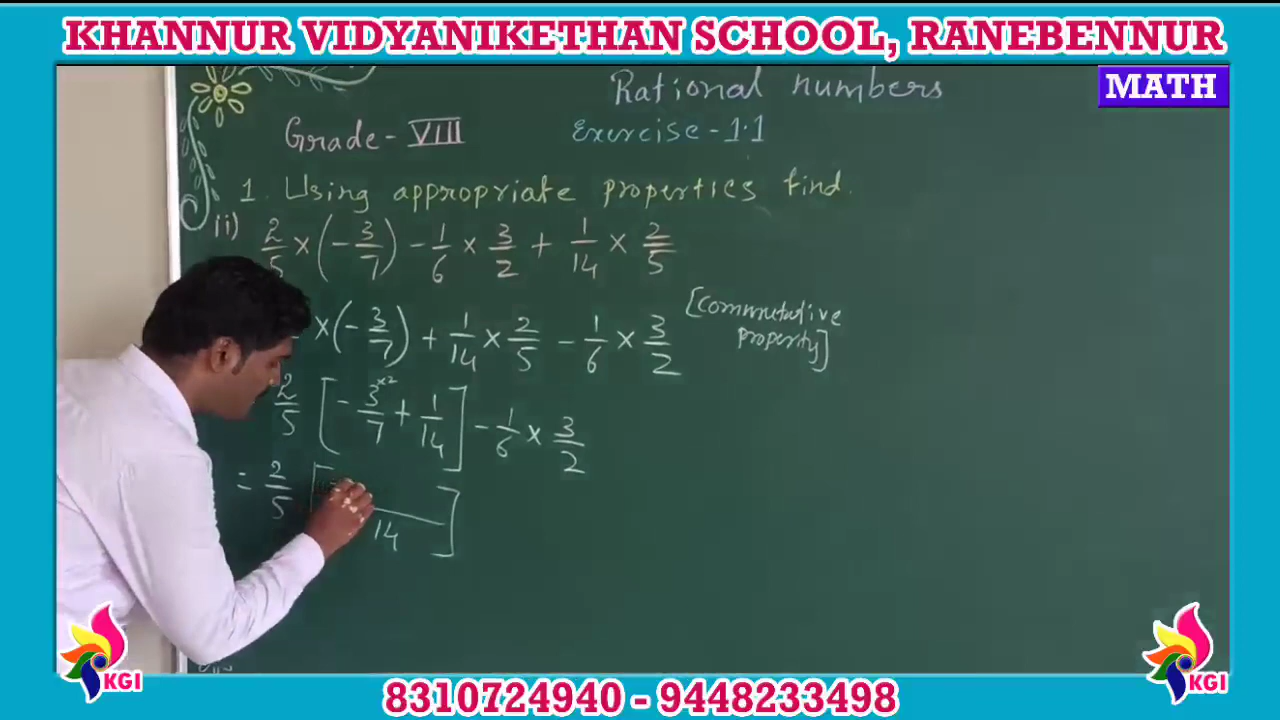 KHANNUR VIDYANIKETHAN SCHOOL, RANEBENNUR
MATH
Rational numbers
Grade - VIII Exercise - 1.1
1. Using appropriate properties find.
ii) 2/5 × (-3/7) - 1/6 × 3/2 + 1/14 × 2/5
× (-3/7) + 1/14 × 2/5 - 1/6 × 3/2 [Commutative property]
2/5 [-3×2/7 + 1/14] - 1/6 × 3/2
= 2/5 [ /14]
KGI
KGI
8310724940 - 9448233498